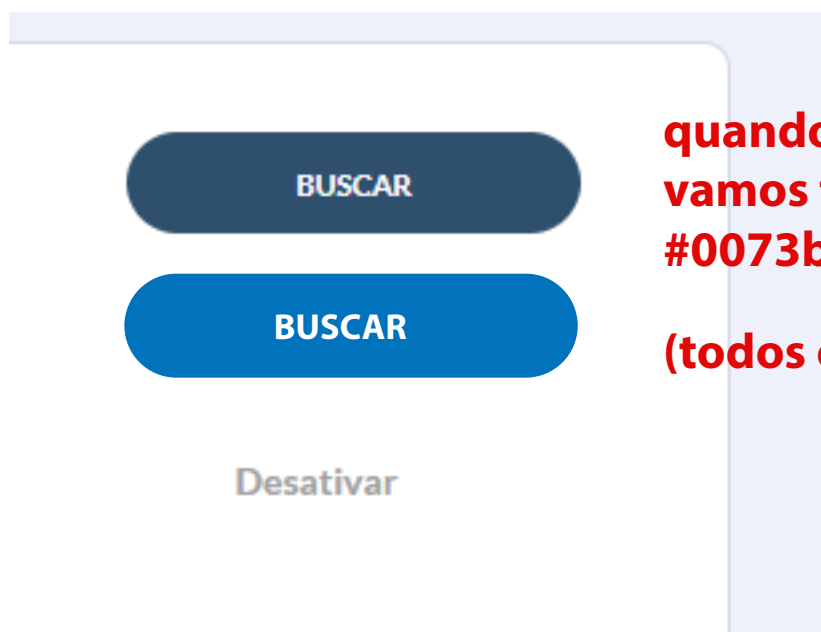 BUSCAR
BUSCAR
Desativar
quando
vamos
#0073b
(todos